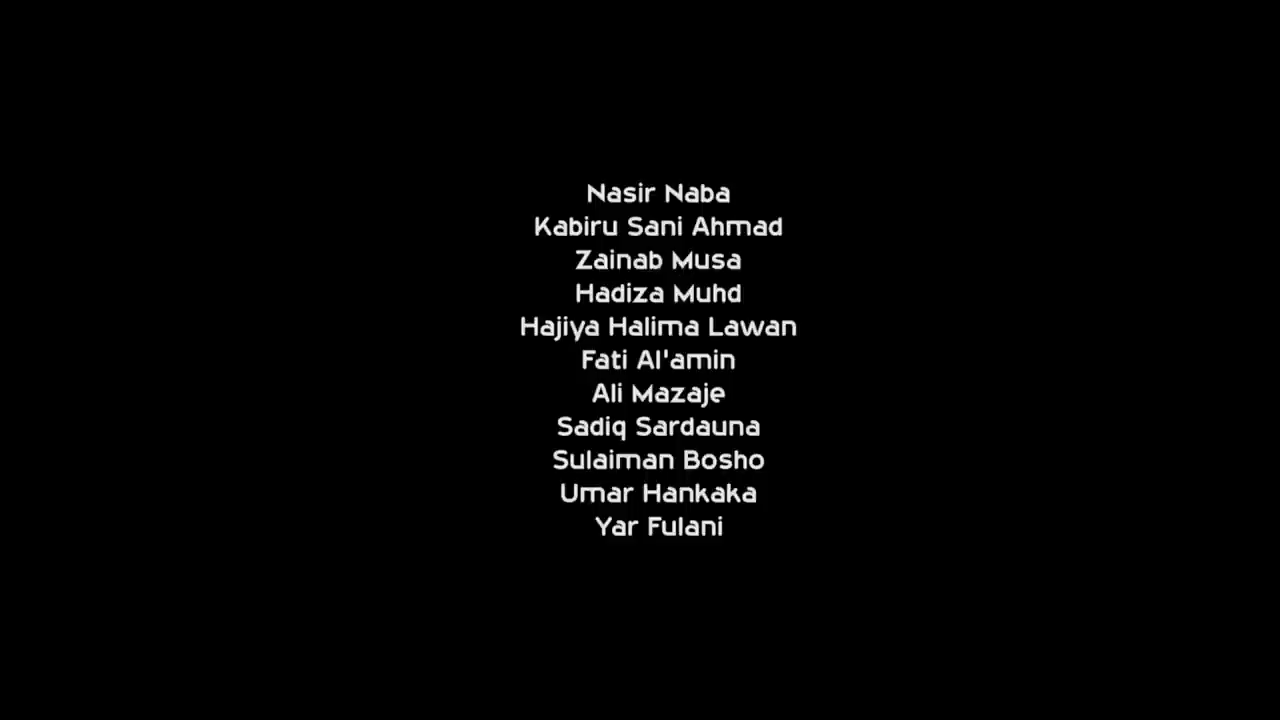 Nasir Naba
Kabiru Sani Ahmad
Zainab Musa
Hadiza Muhd
Hajiya Halima Lawan
Fati Al'amin
Ali Mazaje
Sadiq Sardauna
Sulaiman Bosho
Umar Hankaka
Yar Fulani